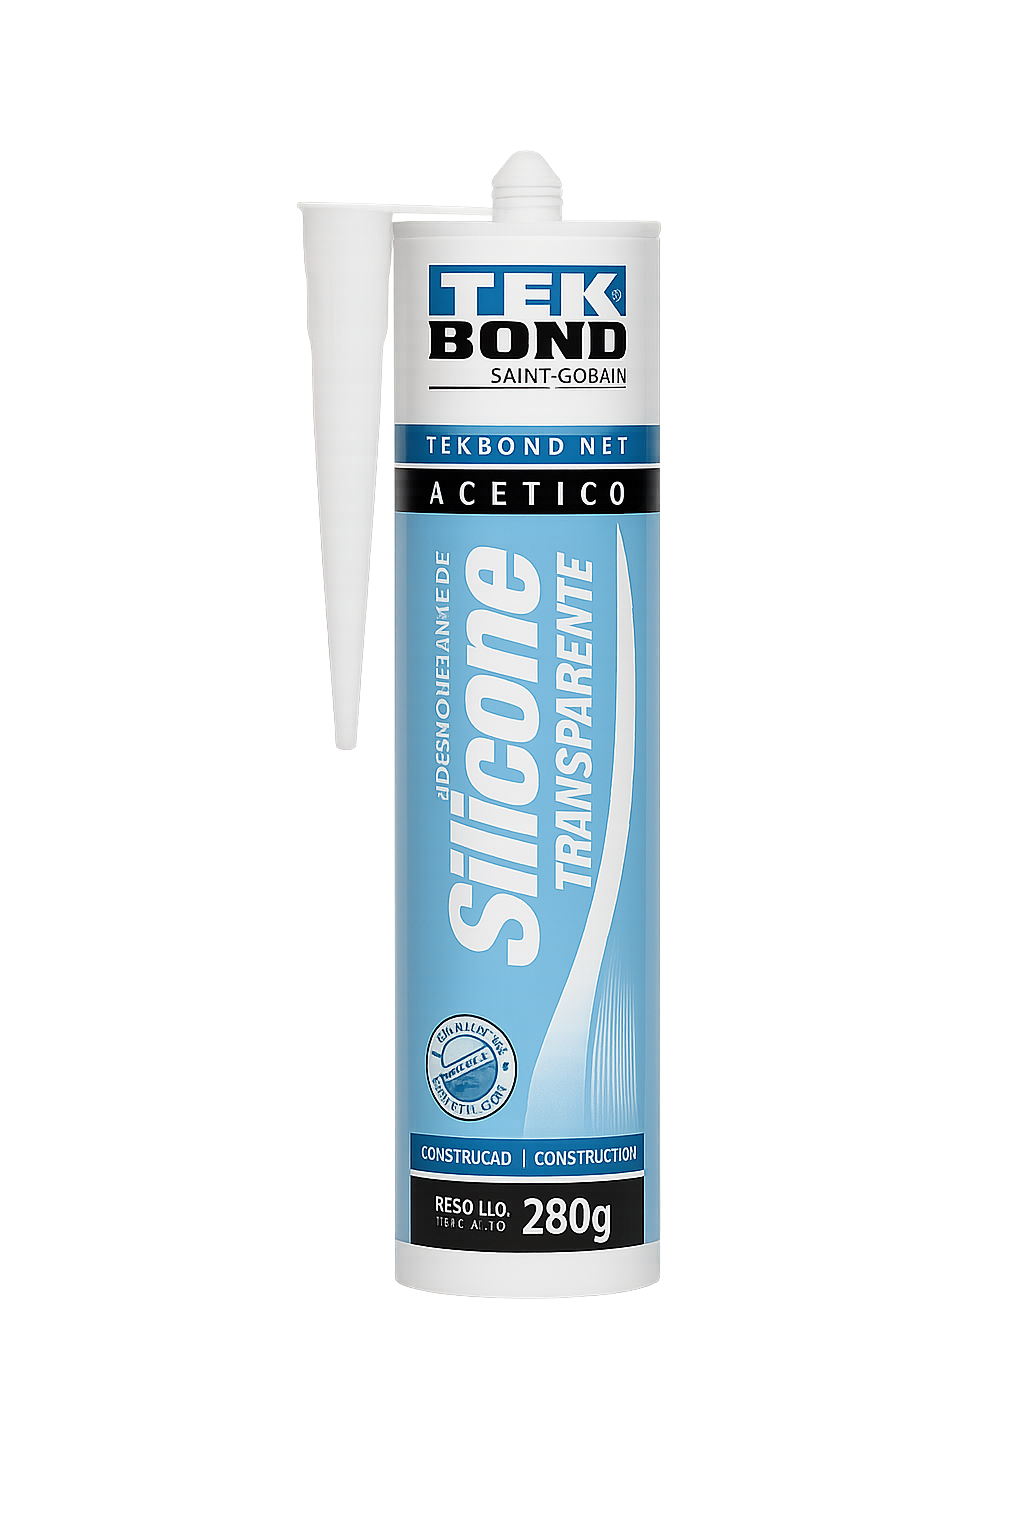 TEK
BOND
SAINT-GOBAIN
TEKBOND NET
ACETICO
Silicone
TRANSPARENTE
CONSTRUCAD | CONSTRUCTION
RESO LLO.
280g